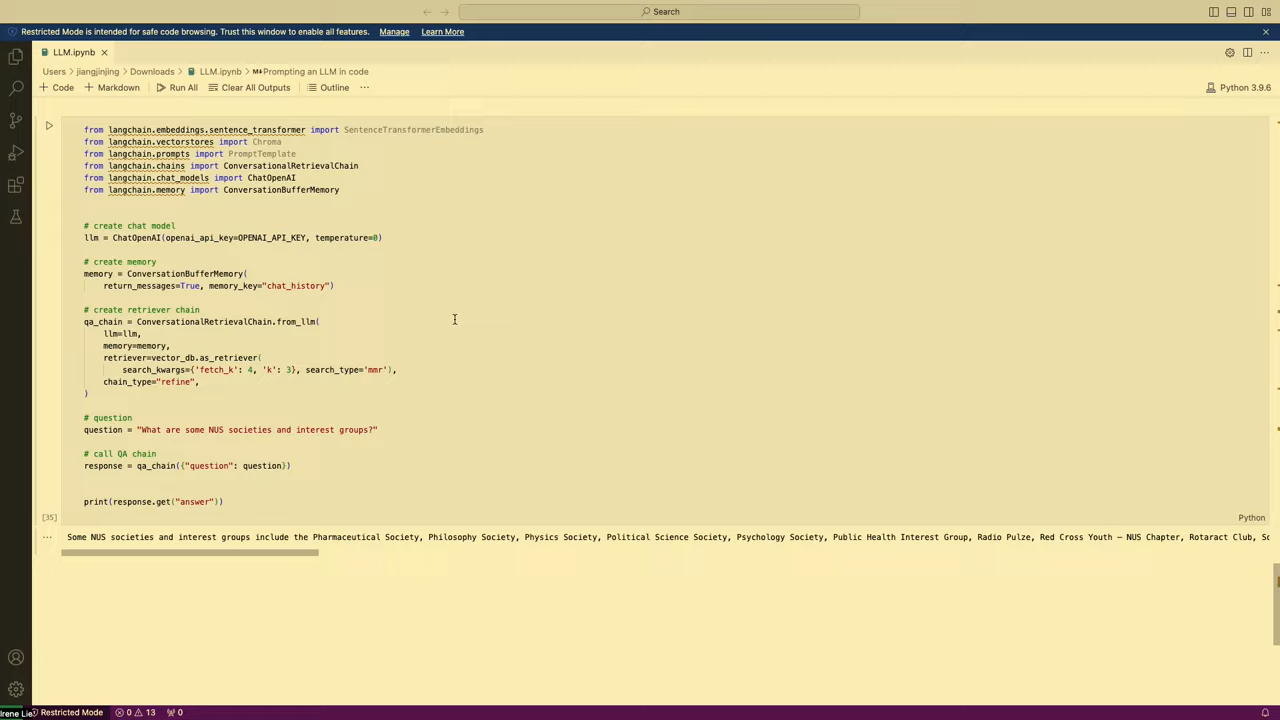 Search
Restricted Mode is intended for safe code browsing. Trust this window to enable all features. Manage Learn More
LLM.ipynb
Users > jiangjinjing > Downloads > LLM.ipynb > M↓Prompting an LLM in code
+ Code + Markdown Run All Clear All Outputs Outline ... Python 3.9.6
from langchain.embeddings.sentence_transformer import SentenceTransformerEmbeddings
from langchain.vectorstores import Chroma
from langchain.prompts import PromptTemplate
from langchain.chains import ConversationalRetrievalChain
from langchain.chat_models import ChatOpenAI
from langchain.memory import ConversationBufferMemory
# create chat model
llm = ChatOpenAI(openai_api_key=OPENAI_API_KEY, temperature=0)
# create memory
memory = ConversationBufferMemory(
return_messages=True, memory_key="chat_history")
# create retriever chain
qa_chain = ConversationalRetrievalChain.from_llm(
llm=llm,
memory=memory,
retriever=vector_db.as_retriever(
search_kwargs={'fetch_k': 4, 'k': 3}, search_type='mmr'),
chain_type="refine",
)
# question
question = "What are some NUS societies and interest groups?"
# call QA chain
response = qa_chain({"question": question})
print(response.get("answer"))
[35] Python
... Some NUS societies and interest groups include the Pharmaceutical Society, Philosophy Society, Physics Society, Political Science Society, Psychology Society, Public Health Interest Group, Radio Pulze, Red Cross Youth – NUS Chapter, Rotaract Club, So
Irene Lie Restricted Mode 0 13 0